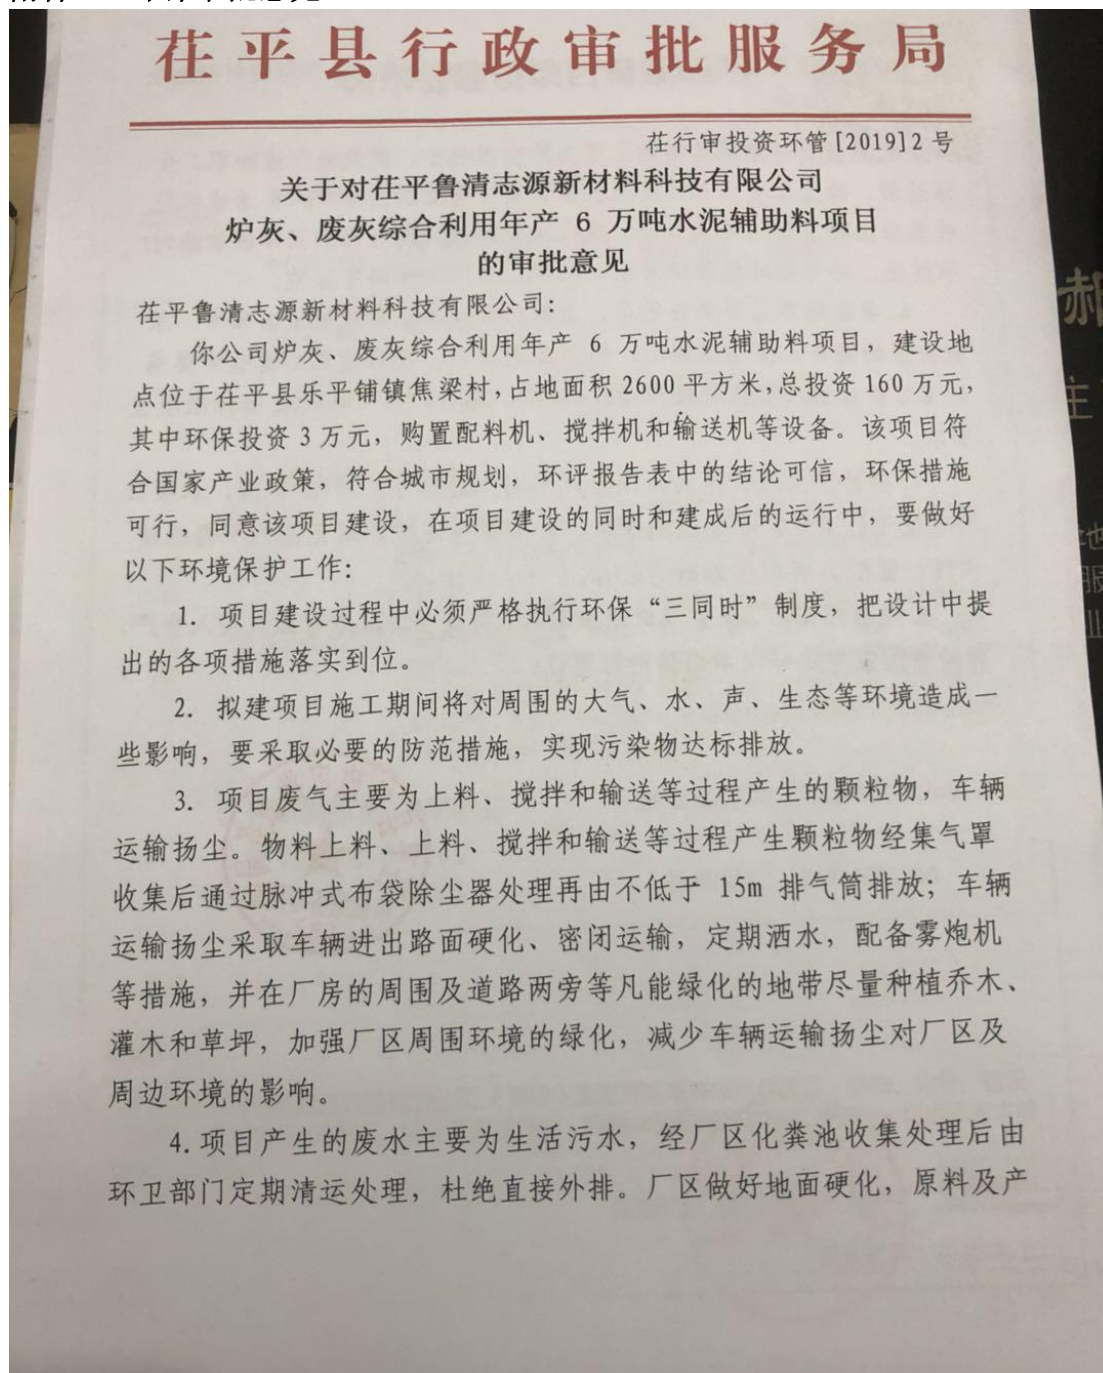 茌平县行政审批服务局
茌行审投资环管[2019]2 号
关于对茌平鲁清志源新材料科技有限公司
炉灰、废灰综合利用年产 6 万吨水泥辅助料项目
的审批意见
茌平鲁清志源新材料科技有限公司：
你公司炉灰、废灰综合利用年产 6 万吨水泥辅助料项目，建设地
点位于茌平县乐平铺镇焦梁村，占地面积 2600 平方米，总投资 160 万元，
其中环保投资 3 万元，购置配料机、搅拌机和输送机等设备。该项目符
合国家产业政策，符合城市规划，环评报告表中的结论可信，环保措施
可行，同意该项目建设，在项目建设的同时和建成后的运行中，要做好
以下环境保护工作：
1. 项目建设过程中必须严格执行环保“三同时”制度，把设计中提
出的各项措施落实到位。
2. 拟建项目施工期间将对周围的大气、水、声、生态等环境造成一
些影响，要采取必要的防范措施，实现污染物达标排放。
3. 项目废气主要为上料、搅拌和输送等过程产生的颗粒物，车辆
运输扬尘。物料上料、上料、搅拌和输送等过程产生颗粒物经集气罩
收集后通过脉冲式布袋除尘器处理再由不低于 15m 排气筒排放；车辆
运输扬尘采取车辆进出路面硬化、密闭运输，定期洒水，配备雾炮机
等措施，并在厂房的周围及道路两旁等凡能绿化的地带尽量种植乔木、
灌木和草坪，加强厂区周围环境的绿化，减少车辆运输扬尘对厂区及
周边环境的影响。
4.项目产生的废水主要为生活污水，经厂区化粪池收集处理后由
环卫部门定期清运处理，杜绝直接外排。厂区做好地面硬化，原料及产